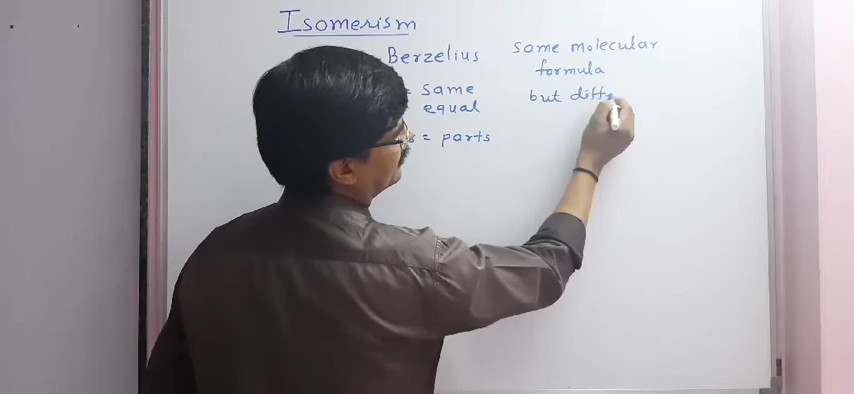 Isomerism
Berzelius
= same
equal
= parts
Same molecular
formula
but diff